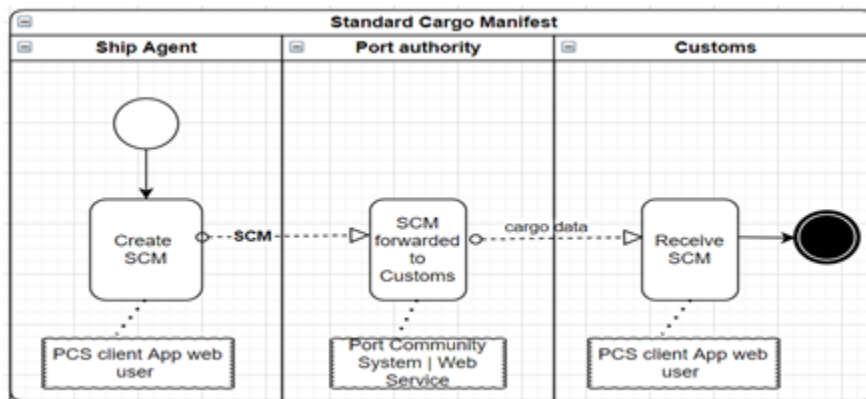 Standard Cargo Manifest
Ship Agent
Port authority
Customs
Create
SCM
SCM
SCM
forwarded
to
Customs
cargo data
Receive
SCM
PCS client App web
user
Port Community
System | Web
Service
PCS client App web
user